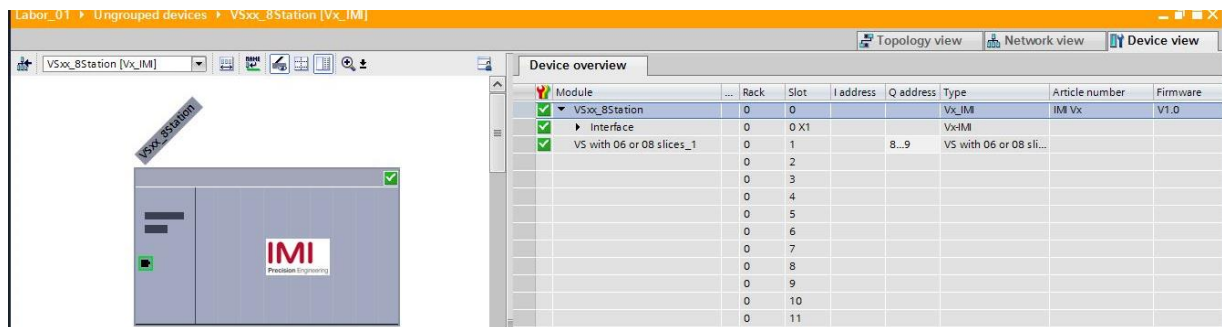 Labor_01 ▸ Ungrouped devices ▸ VSxx_8Station [Vx_IMI]
Topology view Network view Device view
VSxx_8Station [Vx_IMI]
Device overview
Module ... Rack Slot I address Q address Type Article number Firmware
VSxx_8Station 0 0 Vx_IMI IMI Vx V1.0
Interface 0 0 X1 Vx-IMI
VS with 06 or 08 slices_1 0 1 8...9 VS with 06 or 08 sli...
0 2
0 3
0 4
0 5
0 6
0 7
0 8
0 9
0 10
0 11
VSxx_8Station
IMI
Precision Engineering